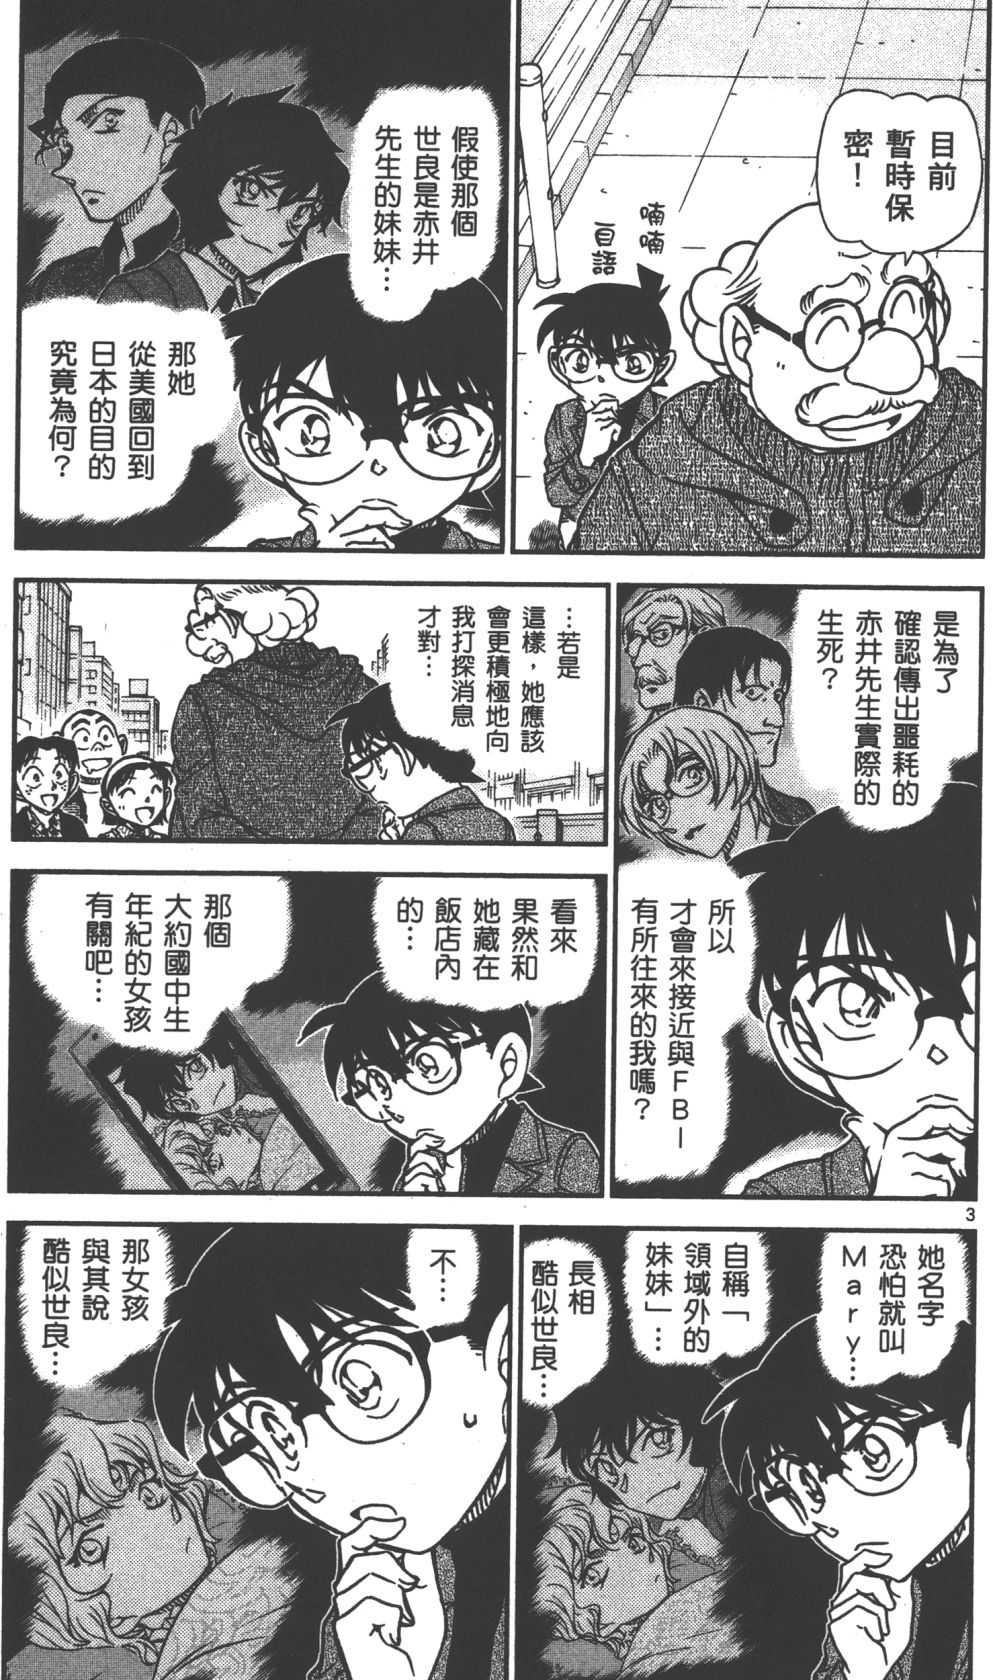 目前
暫時保
密！
喃喃
自語
假使那個
世良是赤井
先生的妹妹…
那她
從美國回到
日本的目的
究竟為何？
是為了
確認傳出噩耗的
赤井先生實際的
生死？
所以
才會來接近與FBI
有所往來的我嗎？
…若是
這樣，她應該
會更積極地向
我打探消息
才對…
看來
果然和
她藏在
飯店內
的…
那個
大約國中生
年紀的女孩
有關吧…
3
她名字
恐怕就叫
Mary…
自稱「
領域外的
妹妹」…
長相
酷似世良…
不…
那女孩
與其說
酷似世良…